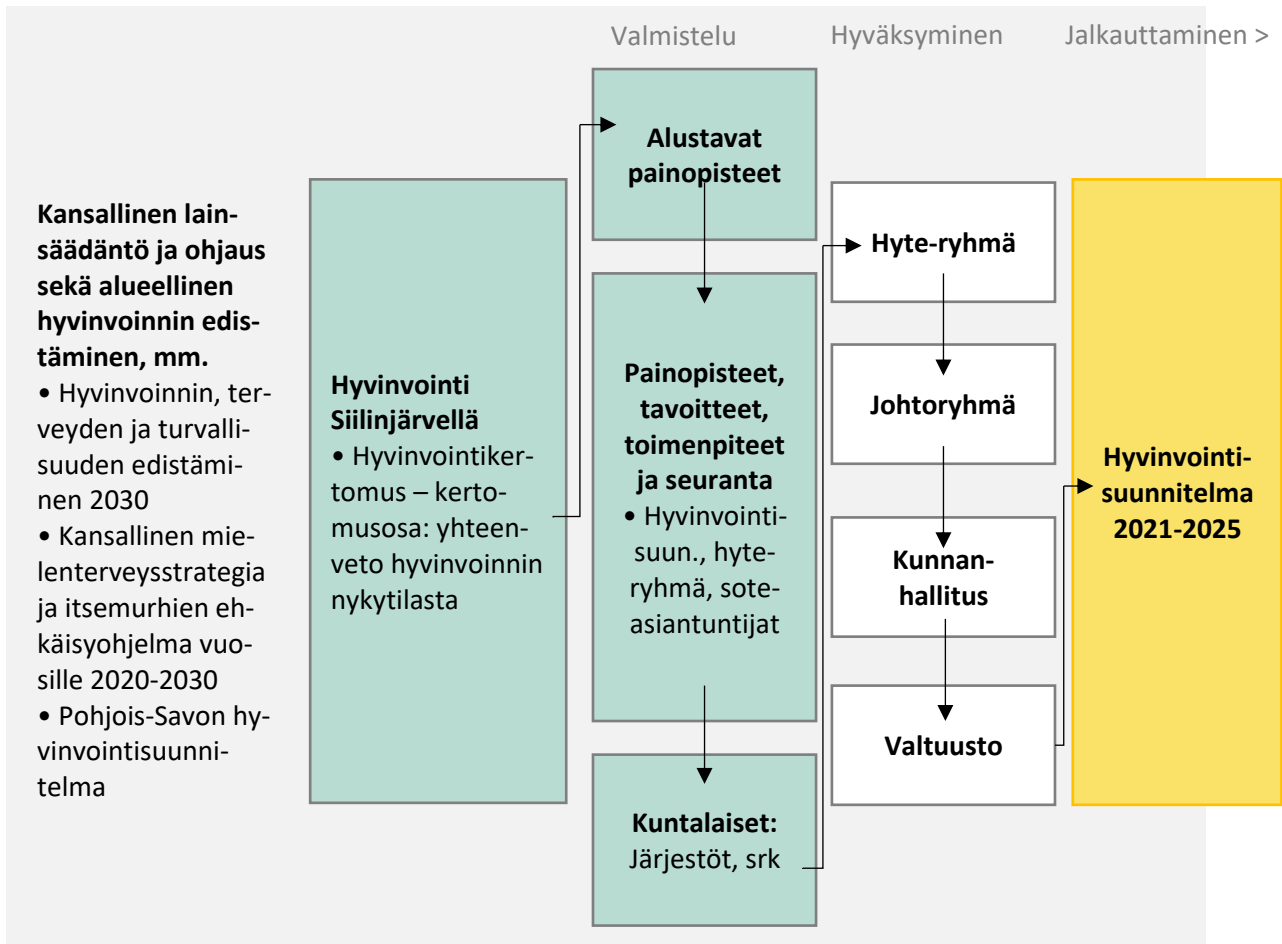 Valmistelu
Hyväksyminen
Jalkauttaminen >
Kansallinen lain-
säädäntö ja ohjaus
sekä alueellinen
hyvinvoinnin edis-
täminen, mm.
• Hyvinvoinnin, ter-
veyden ja turvalli-
suuden edistämi-
nen 2030
• Kansallinen mie-
lenterveysstrategia
ja itsemurhien eh-
käisyohjelma vuo-
sille 2020-2030
• Pohjois-Savon hy-
vinvointisuunni-
telma
Hyvinvointi
Siilinjärvellä
• Hyvinvointiker-
tomus – kerto-
musosa: yhteen-
veto hyvinvoinnin
nykytilasta
Alustavat
painopisteet
Painopisteet,
tavoitteet,
toimenpiteet
ja seuranta
• Hyvinvointi-
suun., hyte-
ryhmä, sote-
asiantuntijat
Kuntalaiset:
Järjestöt, srk
Hyte-ryhmä
Johtoryhmä
Kunnan-
hallitus
Valtuusto
Hyvinvointi-
suunnitelma
2021-2025